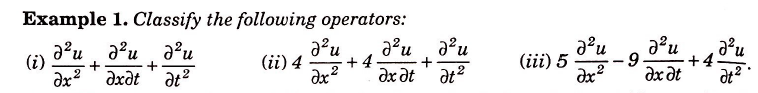 Example 1. Classify the following operators:
(i) ∂²u/∂x² + ∂²u/∂x∂t + ∂²u/∂t² (ii) 4 ∂²u/∂x² + 4 ∂²u/∂x ∂t + ∂²u/∂t² (iii) 5 ∂²u/∂x² − 9 ∂²u/∂x ∂t + 4 ∂²u/∂t².